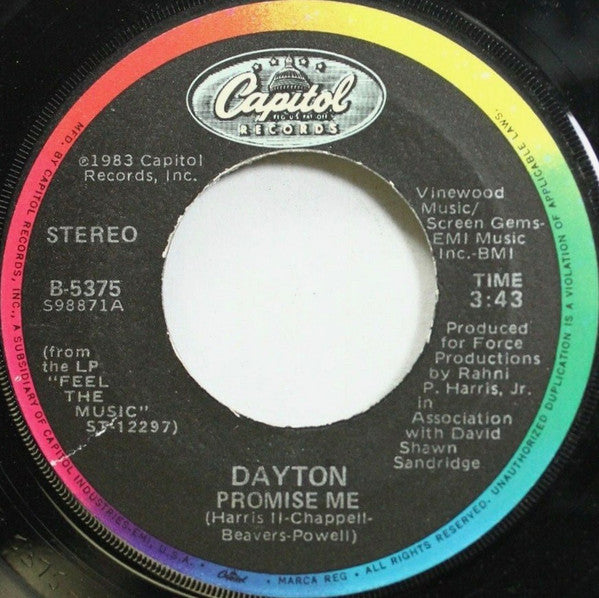 Capitol
REG. US. PAT. OFF.
RECORDS
℗1983 Capitol
Records, Inc.
STEREO
B-5375
S98871A
(from
the LP
"FEEL
THE
MUSIC"
ST-12297)
Vinewood
Music/
Screen Gems-
EMI Music
Inc.-BMI
TIME
3:43
Produced for
Force
Productions
by Rahni
P. Harris, Jr.
in
Association
with David
Shawn
Sandridge
DAYTON
PROMISE ME
(Harris II-Chappell-
Beavers-Powell)
MFD. BY CAPITOL RECORDS, INC., A SUBSIDIARY OF CAPITOL INDUSTRIES-EMI, U.S.A. Capitol MARCA REG • ALL RIGHTS RESERVED. UNAUTHORIZED DUPLICATION IS A VIOLATION OF APPLICABLE LAWS.